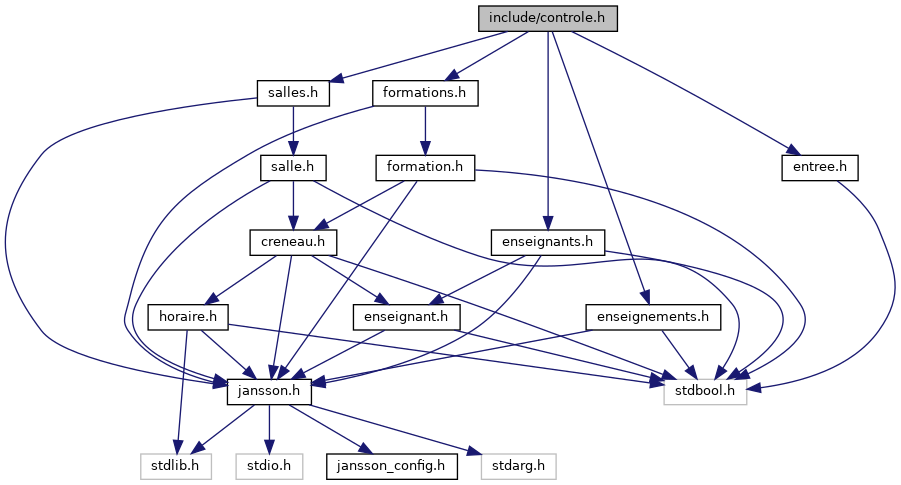 include/controle.h
salles.h
formations.h
salle.h
formation.h
entree.h
creneau.h
enseignants.h
horaire.h
enseignant.h
enseignements.h
jansson.h
stdbool.h
stdlib.h
stdio.h
jansson_config.h
stdarg.h